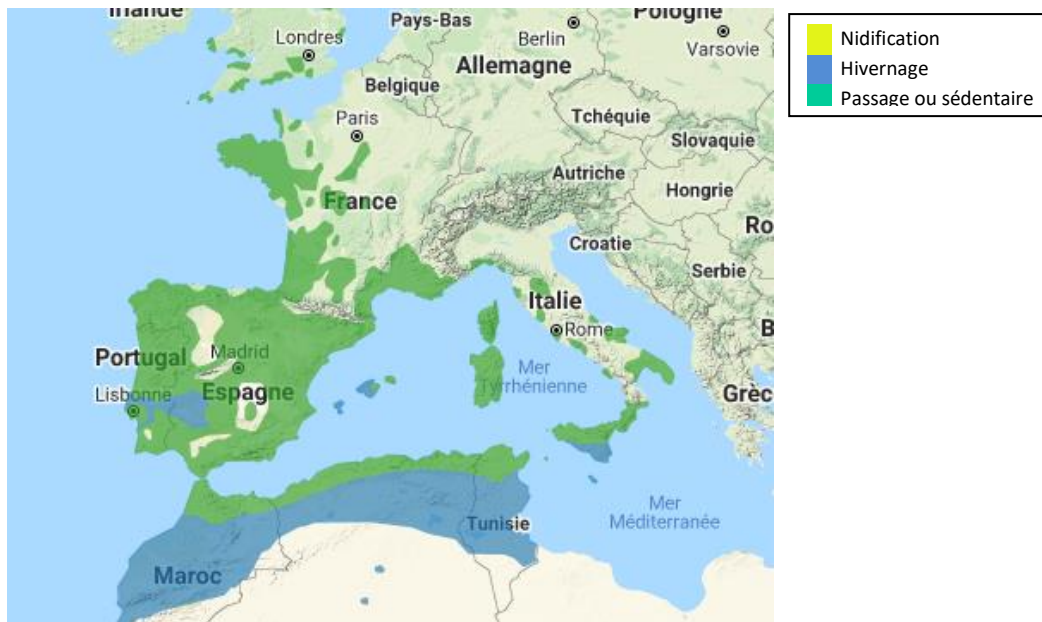 Irlande
Pays-Bas
Pologne
Londres
Berlin
Varsovie
Allemagne
Belgique
Paris
Tchéquie
Slovaquie
Autriche
France
Hongrie
Ro
Croatie
Serbie
Italie
B
Rome
Portugal
Madrid
Mer
Tyrrhénienne
Lisbonne
Espagne
Grèc
Mer
Méditerranée
Tunisie
Maroc
Nidification
Hivernage
Passage ou sédentaire